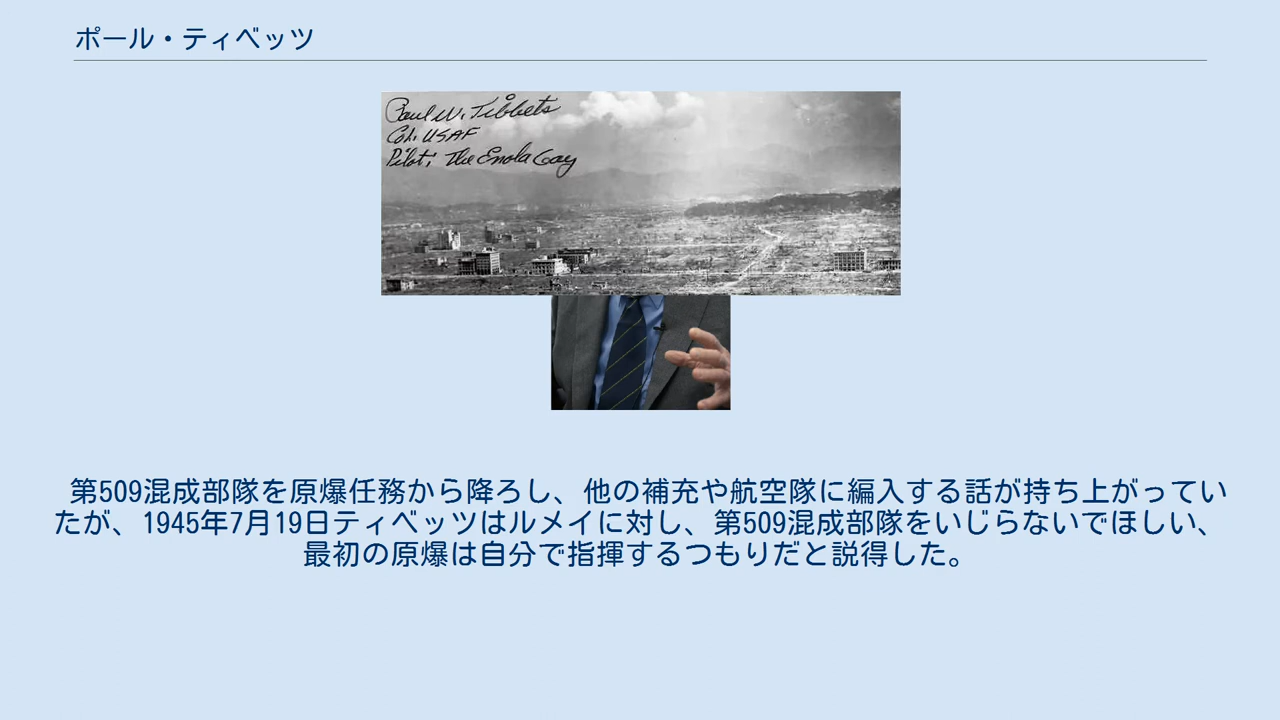 ポール・ティベッツ
Paul W. Tibbets
Col. USAF
Pilot, The Enola Gay
第509混成部隊を原爆任務から降ろし、他の補充や航空隊に編入する話が持ち上がってい
たが、1945年7月19日ティベッツはルメイに対し、第509混成部隊をいじらないでほしい、
最初の原爆は自分で指揮するつもりだと説得した。